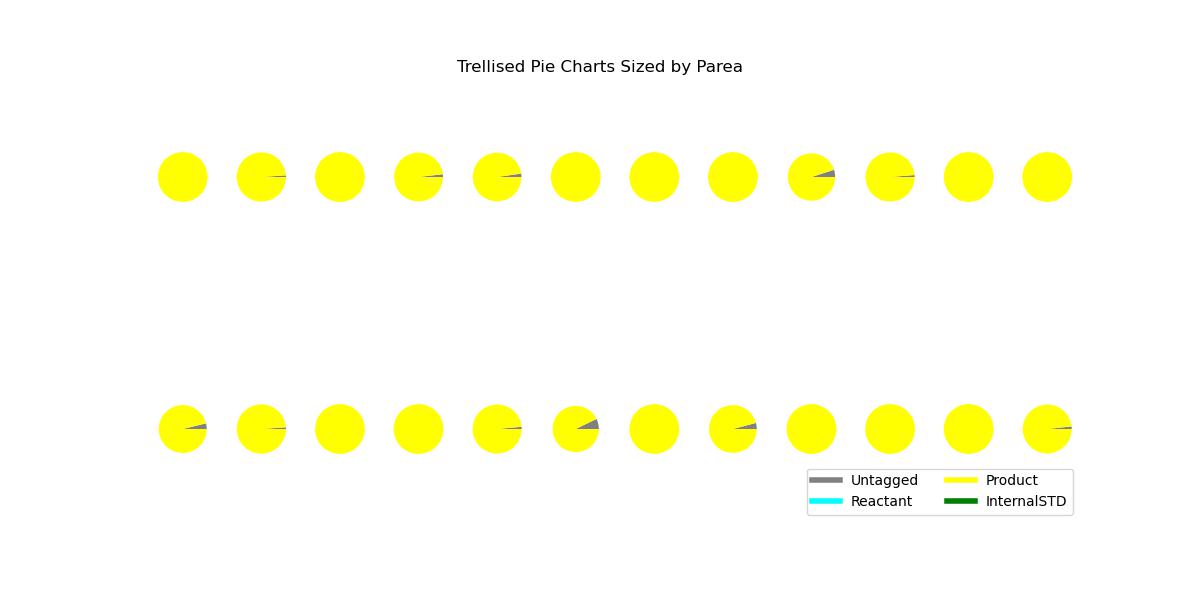 Trellised Pie Charts Sized by Parea
Untagged
Product
Reactant
InternalSTD